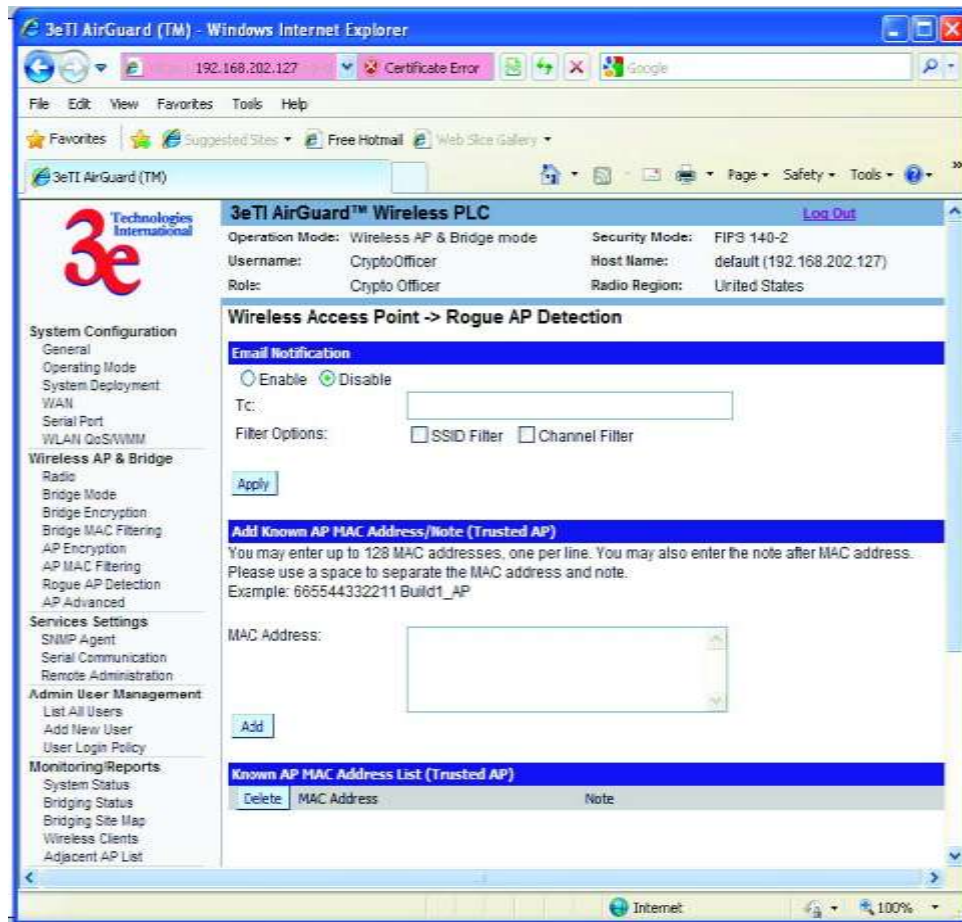 3eTI AirGuard (TM) - Windows Internet Explorer
192.168.202.127 Certificate Error Google
File Edit View Favorites Tools Help
Favorites Suggested Sites Free Hotmail Web Slice Gallery
3eTI AirGuard (TM) Page Safety Tools
Technologies International
3e
3eTI AirGuard™ Wireless PLC Log Out
Operation Mode: Wireless AP & Bridge mode Security Mode: FIPS 140-2
Username: CryptoOfficer Host Name: default (192.168.202.127)
Role: Crypto Officer Radio Region: United States
System Configuration
General
Operating Mode
System Deployment
WAN
Serial Port
WLAN QoS/WMM
Wireless AP & Bridge
Radio
Bridge Mode
Bridge Encryption
Bridge MAC Filtering
AP Encryption
AP MAC Filtering
Rogue AP Detection
AP Advanced
Services Settings
SNMP Agent
Serial Communication
Remote Administration
Admin User Management
List All Users
Add New User
User Login Policy
Monitoring/Reports
System Status
Bridging Status
Bridging Site Map
Wireless Clients
Adjacent AP List
Wireless Access Point -> Rogue AP Detection
Email Notification
Enable Disable
To:
Filter Options: SSID Filter Channel Filter
Apply
Add Known AP MAC Address/Note (Trusted AP)
You may enter up to 128 MAC addresses, one per line. You may also enter the note after MAC address.
Please use a space to separate the MAC address and note.
Example: 665544332211 Build1_AP
MAC Address:
Add
Known AP MAC Address List (Trusted AP)
Delete MAC Address Note
Internet 100%